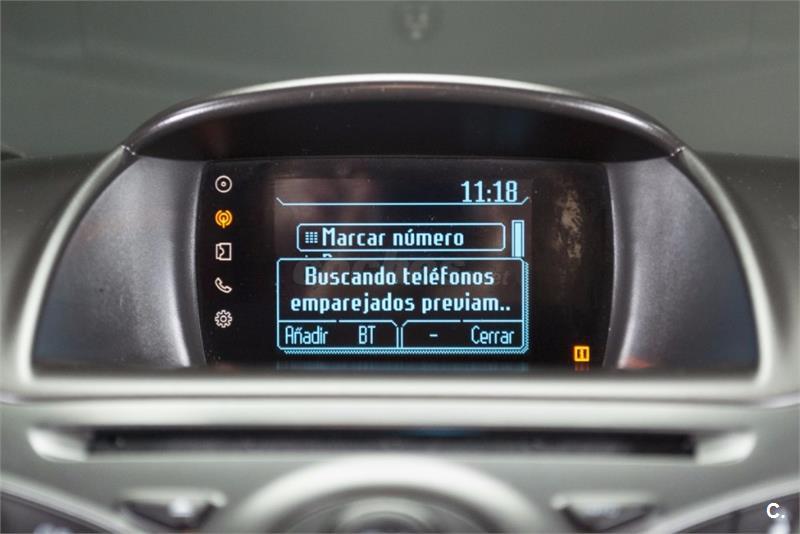 11:18
Marcar número
Buscando teléfonos
emparejados previam..
Añadir BT - Cerrar
C.